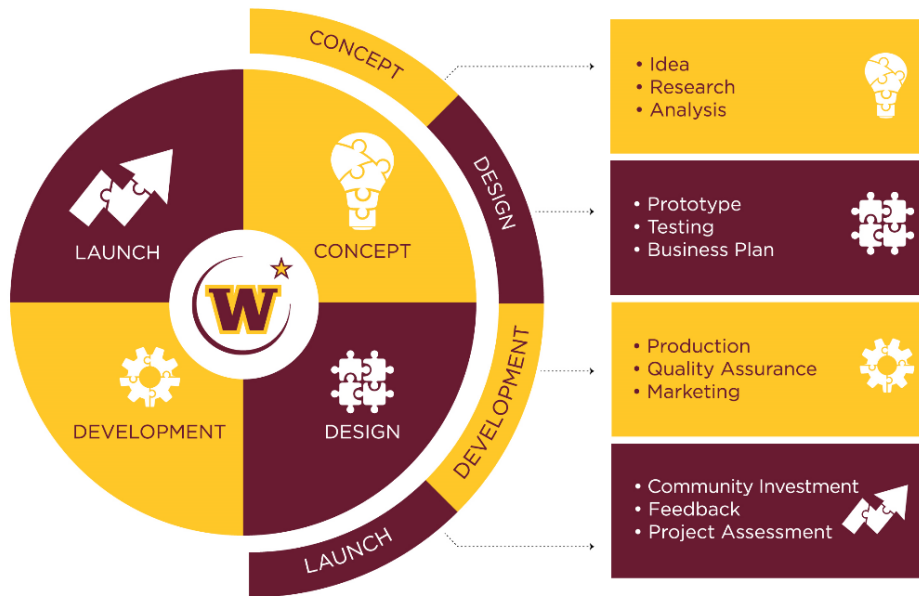 CONCEPT
DESIGN
DEVELOPMENT
LAUNCH
LAUNCH
CONCEPT
W
DEVELOPMENT
DESIGN
• Idea
• Research
• Analysis
• Prototype
• Testing
• Business Plan
• Production
• Quality Assurance
• Marketing
• Community Investment
• Feedback
• Project Assessment